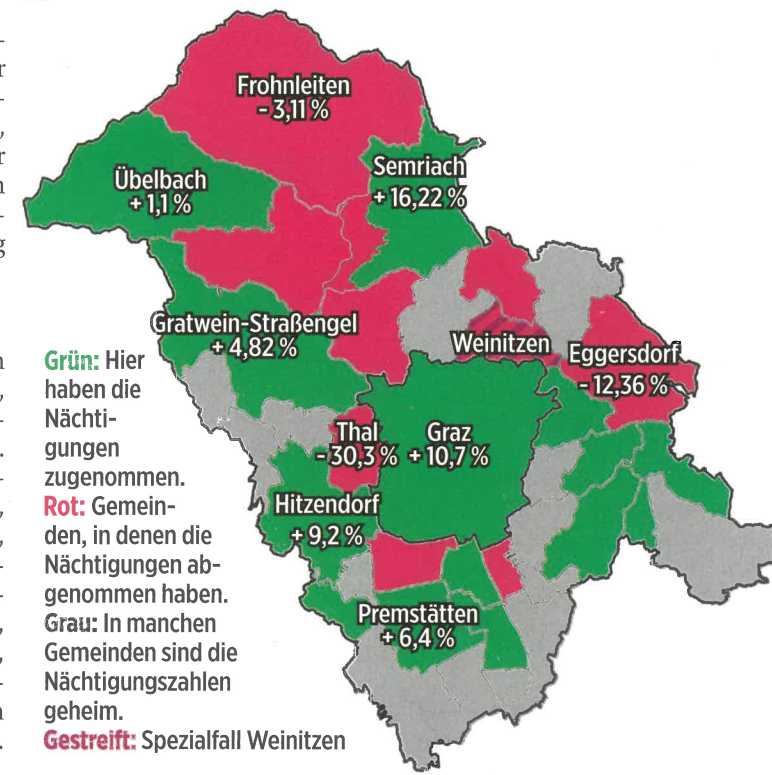 Frohnleiten
- 3,11 %
Semriach
+ 16,22 %
Übelbach
+ 1,1 %
Gratwein-Straßengel
+ 4,82 %
Weinitzen
Eggersdorf
- 12,36 %
Thal
- 30,3 %
Graz
+ 10,7 %
Hitzendorf
+ 9,2 %
Premstätten
+ 6,4 %
Grün: Hier
haben die
Nächti-
gungen
zugenommen.
Rot: Gemein-
den, in denen die
Nächtigungen ab-
genommen haben.
Grau: In manchen
Gemeinden sind die
Nächtigungszahlen
geheim.
Gestreift: Spezialfall Weinitzen